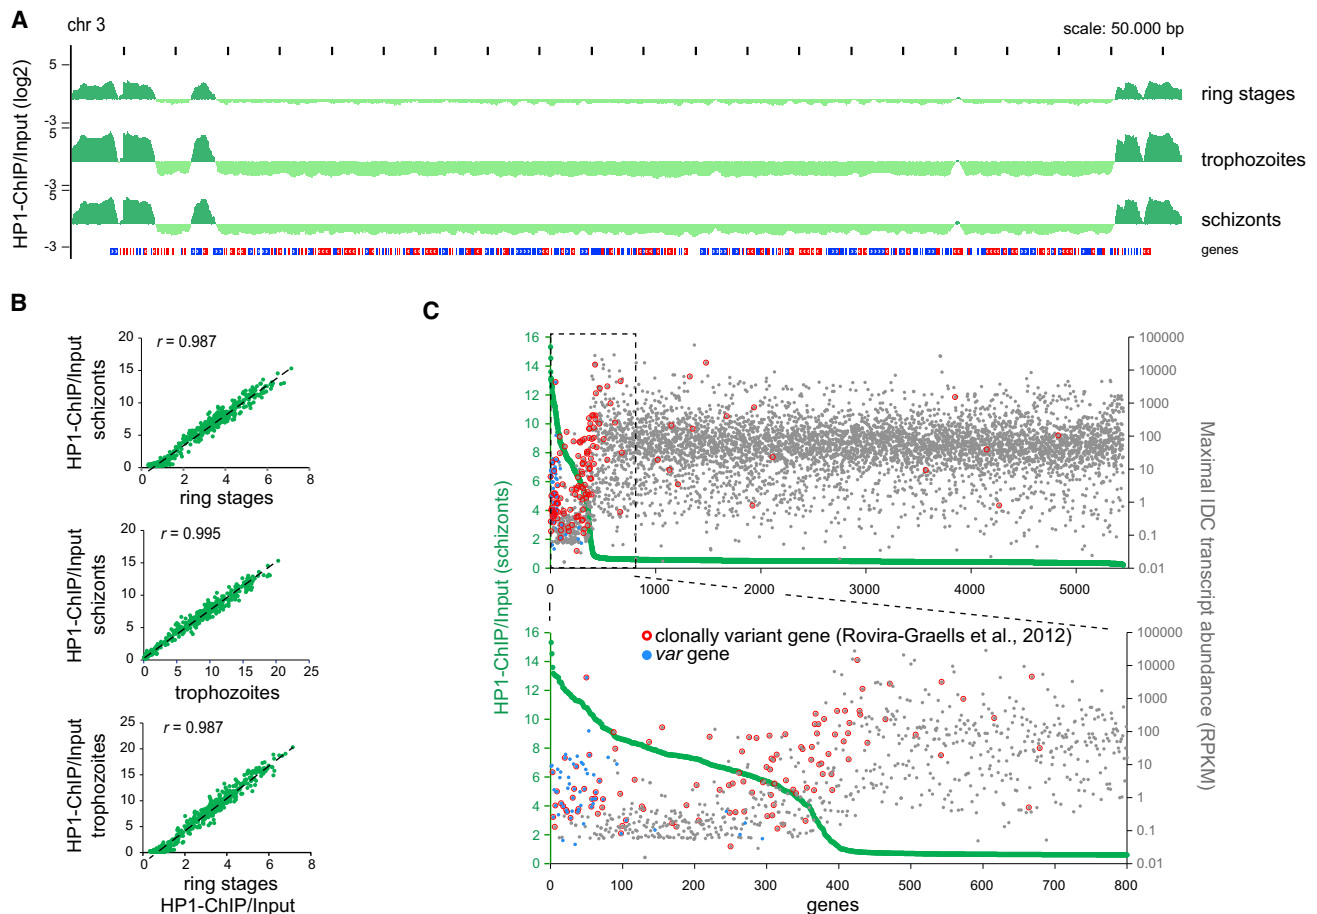 A
chr 3
scale: 50.000 bp
HP1-ChIP/Input (log2)
5
-3
ring stages
5
-3
trophozoites
5
-3
schizonts
genes
B
HP1-ChIP/Input
schizonts
20
15
10
5
0
r = 0.987
0 2 4 6 8
ring stages
HP1-ChIP/Input
schizonts
20
15
10
5
0
r = 0.995
0 5 10 15 20 25
trophozoites
HP1-ChIP/Input
trophozoites
25
20
15
10
5
0
r = 0.987
0 2 4 6 8
ring stages
HP1-ChIP/Input
C
HP1-ChIP/Input (schizonts)
16
14
12
10
8
6
4
2
0
100000
10000
1000
100
10
1
0.1
0.01
0 1000 2000 3000 4000 5000
Maximal IDC transcript abundance (RPKM)
clonally variant gene (Rovira-Graells et al., 2012)
var gene
16
14
12
10
8
6
4
2
0
100000
10000
1000
100
10
1
0.1
0.01
0 100 200 300 400 500 600 700 800
genes